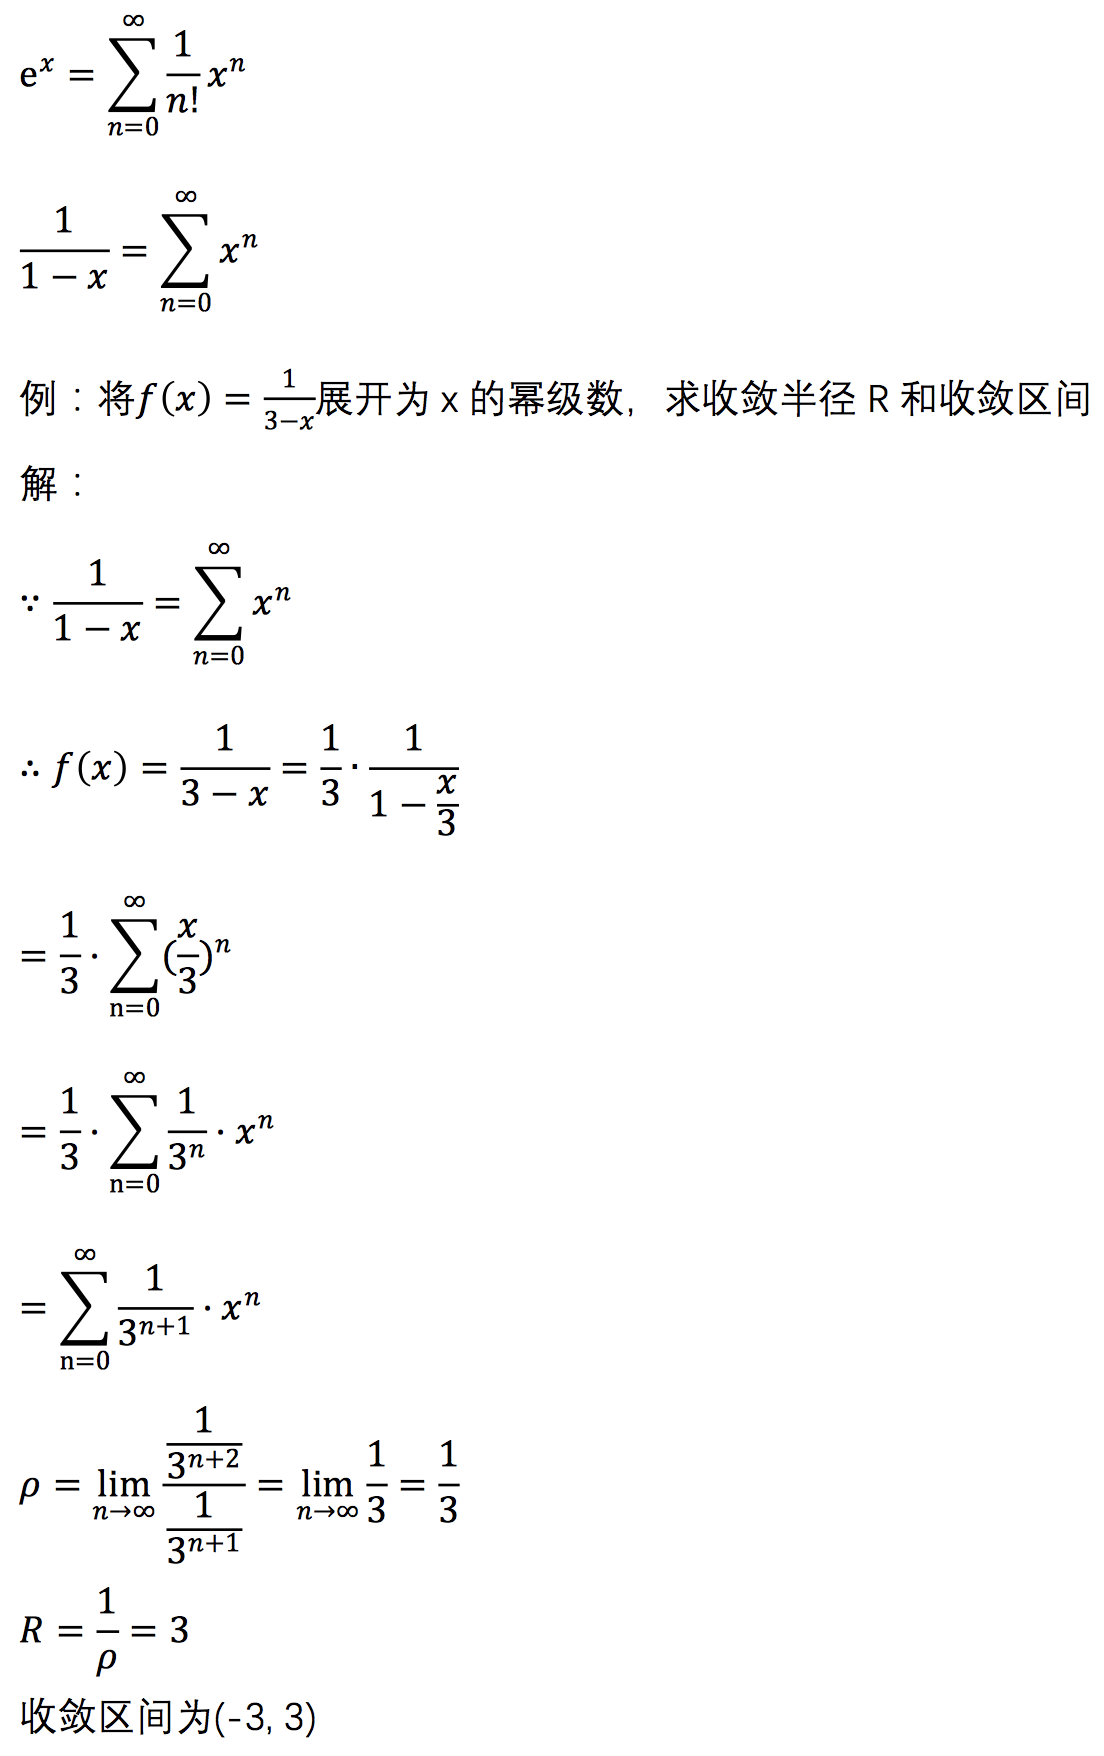 $e^x = \sum_{n=0}^{\infty} \frac{1}{n!} x^n$
$\frac{1}{1-x} = \sum_{n=0}^{\infty} x^n$
例：将$f(x) = \frac{1}{3-x}$展开为 x 的幂级数，求收敛半径 R 和收敛区间
解：
$\because \frac{1}{1-x} = \sum_{n=0}^{\infty} x^n$
$\therefore f(x) = \frac{1}{3-x} = \frac{1}{3} \cdot \frac{1}{1-\frac{x}{3}}$
$= \frac{1}{3} \cdot \sum_{n=0}^{\infty} (\frac{x}{3})^n$
$= \frac{1}{3} \cdot \sum_{n=0}^{\infty} \frac{1}{3^n} \cdot x^n$
$= \sum_{n=0}^{\infty} \frac{1}{3^{n+1}} \cdot x^n$
$\rho = \lim_{n \to \infty} \frac{\frac{1}{3^{n+2}}}{\frac{1}{3^{n+1}}} = \lim_{n \to \infty} \frac{1}{3} = \frac{1}{3}$
$R = \frac{1}{\rho} = 3$
收敛区间为(-3, 3)